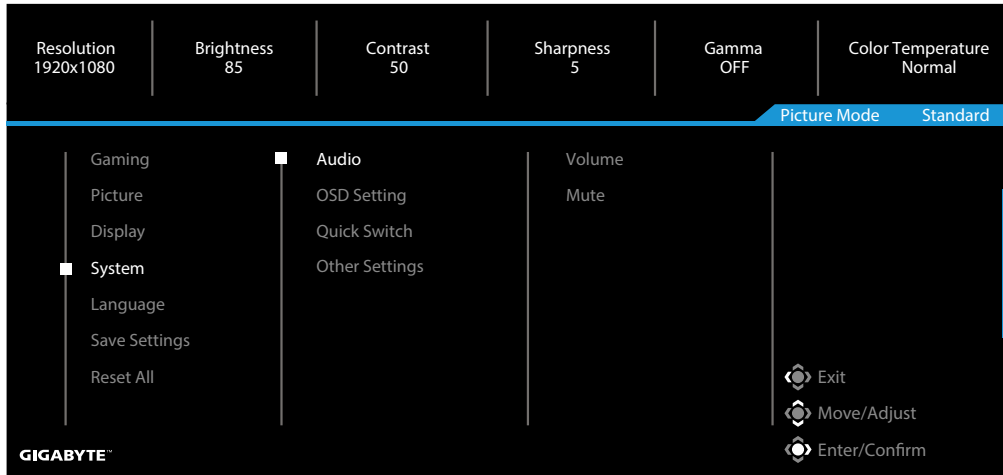 Resolution
1920x1080
Brightness
85
Contrast
50
Sharpness
5
Gamma
OFF
Color Temperature
Normal
Picture Mode Standard
Gaming
Picture
Display
System
Language
Save Settings
Reset All
Audio
OSD Setting
Quick Switch
Other Settings
Volume
Mute
Exit
Move/Adjust
Enter/Confirm
GIGABYTE™